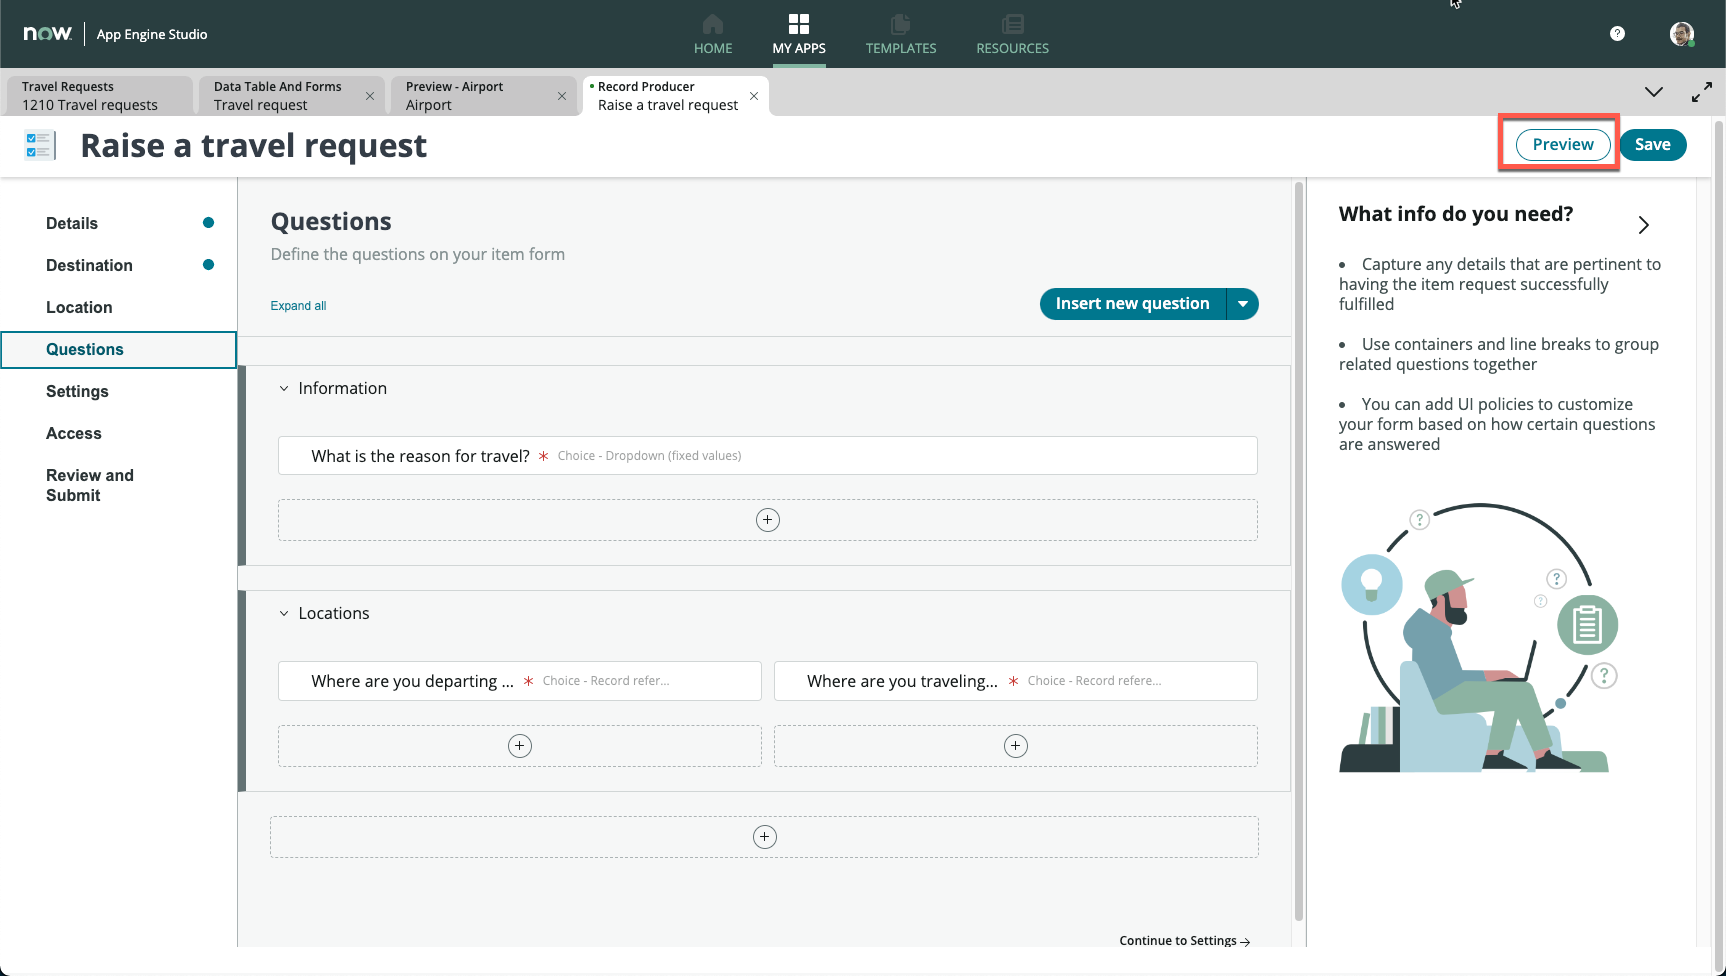 now.
App Engine Studio
HOME
MY APPS
TEMPLATES
RESOURCES
?
Travel Requests
1210 Travel requests
Data Table And Forms
Travel request
Preview - Airport
Airport
Record Producer
Raise a travel request
Raise a travel request
Preview
Save
Details
Destination
Location
Questions
Settings
Access
Review and
Submit
Questions
Define the questions on your item form
Expand all
Insert new question
Information
What is the reason for travel? * Choice - Dropdown (fixed values)
Locations
Where are you departing ... * Choice - Record refer...
Where are you traveling... * Choice - Record refere...
Continue to Settings →
What info do you need?
• Capture any details that are pertinent to
having the item request successfully
fulfilled
• Use containers and line breaks to group
related questions together
• You can add UI policies to customize
your form based on how certain questions
are answered
?
?
?
?